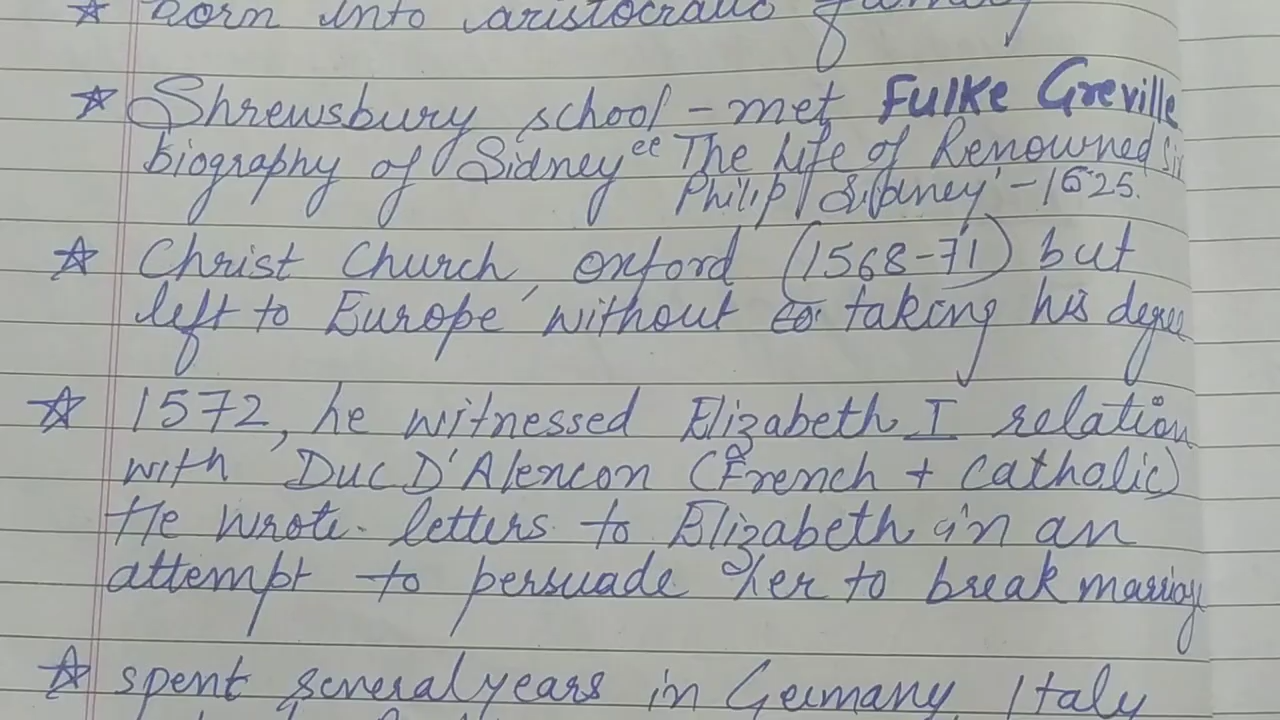 ☆ born into aristocratic family
☆ Shrewsbury school - met Fulke Greville
biography of Sidney "The Life of Renowned Sir
Philip Sidney' - 1625.
☆ Christ Church, Oxford (1568-71) but
left to Europe without taking his degree
☆ 1572, he witnessed Elizabeth I relation
with Duc D'Alencon (French + Catholic)
He wrote letters to Elizabeth in an
attempt to persuade her to break marriage
☆ spent several years in Germany, Italy